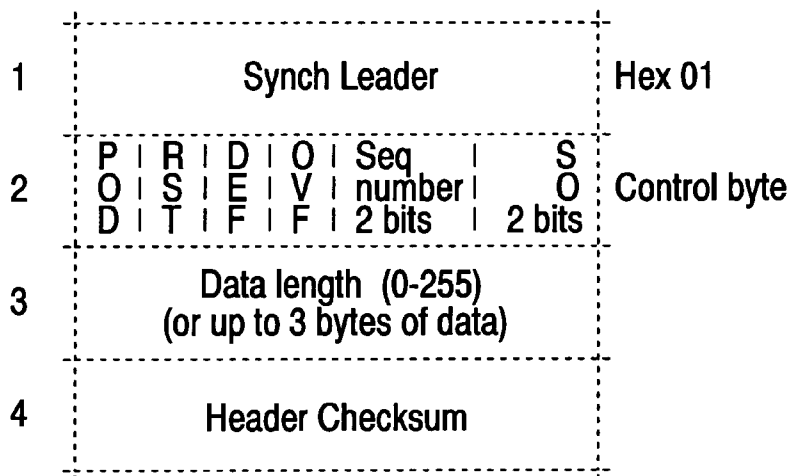 1 Synch Leader Hex 01
P | R | D | O | Seq | S
2 O | S | E | V | number | O Control byte
D | T | F | F | 2 bits | 2 bits
3 Data length (0-255)
(or up to 3 bytes of data)
4 Header Checksum